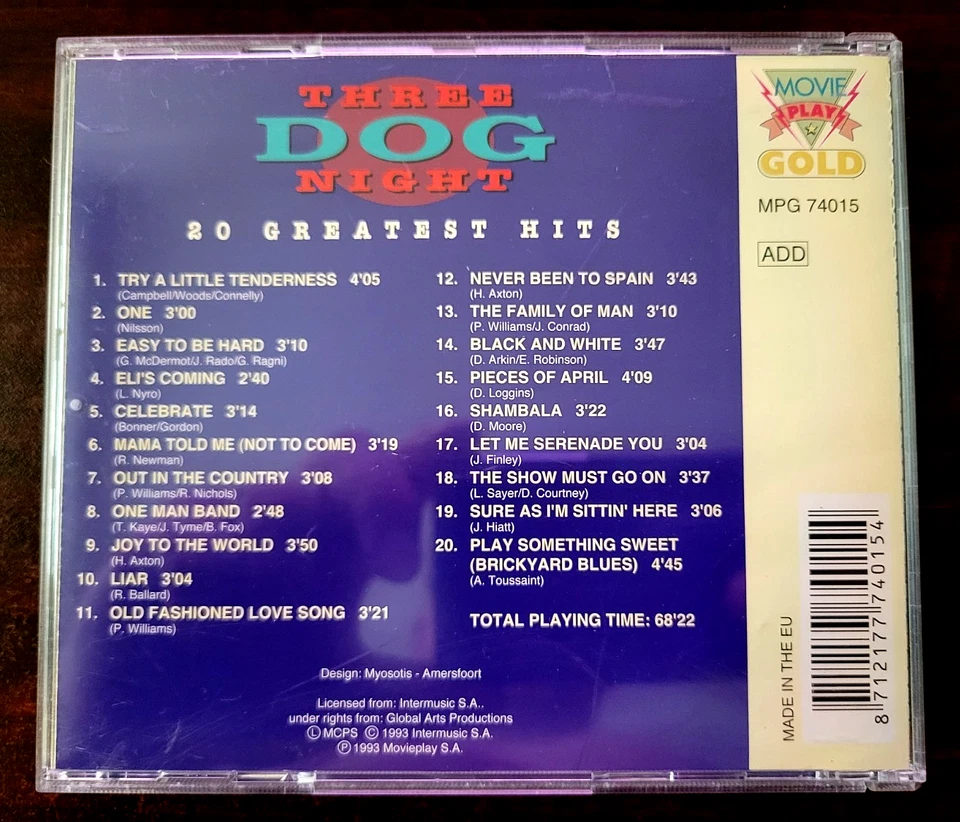 THREE
DOG
NIGHT
20 GREATEST HITS
1. TRY A LITTLE TENDERNESS 4'05
(Campbell/Woods/Connelly)
2. ONE 3'00
(Nilsson)
3. EASY TO BE HARD 3'10
(G. McDermot/J. Rado/G. Ragni)
4. ELI'S COMING 2'40
(L. Nyro)
5. CELEBRATE 3'14
(Bonner/Gordon)
6. MAMA TOLD ME (NOT TO COME) 3'19
(R. Newman)
7. OUT IN THE COUNTRY 3'08
(P. Williams/R. Nichols)
8. ONE MAN BAND 2'48
(T. Kaye/J. Tyme/B. Fox)
9. JOY TO THE WORLD 3'50
(H. Axton)
10. LIAR 3'04
(R. Ballard)
11. OLD FASHIONED LOVE SONG 3'21
(P. Williams)
12. NEVER BEEN TO SPAIN 3'43
(H. Axton)
13. THE FAMILY OF MAN 3'10
(P. Williams/J. Conrad)
14. BLACK AND WHITE 3'47
(D. Arkin/E. Robinson)
15. PIECES OF APRIL 4'09
(D. Loggins)
16. SHAMBALA 3'22
(D. Moore)
17. LET ME SERENADE YOU 3'04
(J. Finley)
18. THE SHOW MUST GO ON 3'37
(L. Sayer/D. Courtney)
19. SURE AS I'M SITTIN' HERE 3'06
(J. Hiatt)
20. PLAY SOMETHING SWEET
(BRICKYARD BLUES) 4'45
(A. Toussaint)
TOTAL PLAYING TIME: 68'22
Design: Myosotis - Amersfoort
Licensed from: Intermusic S.A..
under rights from: Global Arts Productions
Ⓛ MCPS © 1993 Intermusic S.A.
℗ 1993 Movieplay S.A.
MOVIE
PLAY
GOLD
MPG 74015
ADD
MADE IN THE EU
8 712177 740154